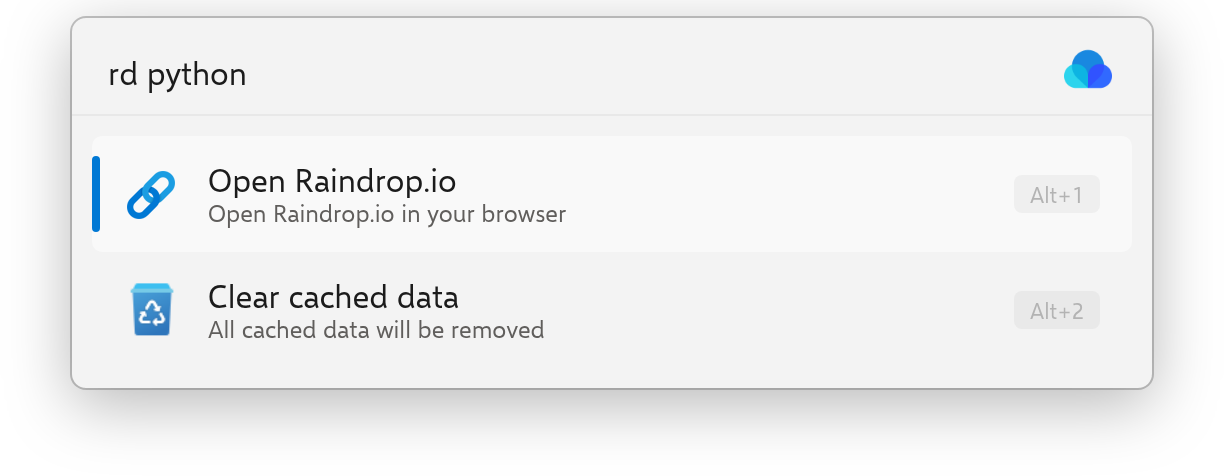 rd python
Open Raindrop.io
Open Raindrop.io in your browser
Alt+1
Clear cached data
All cached data will be removed
Alt+2